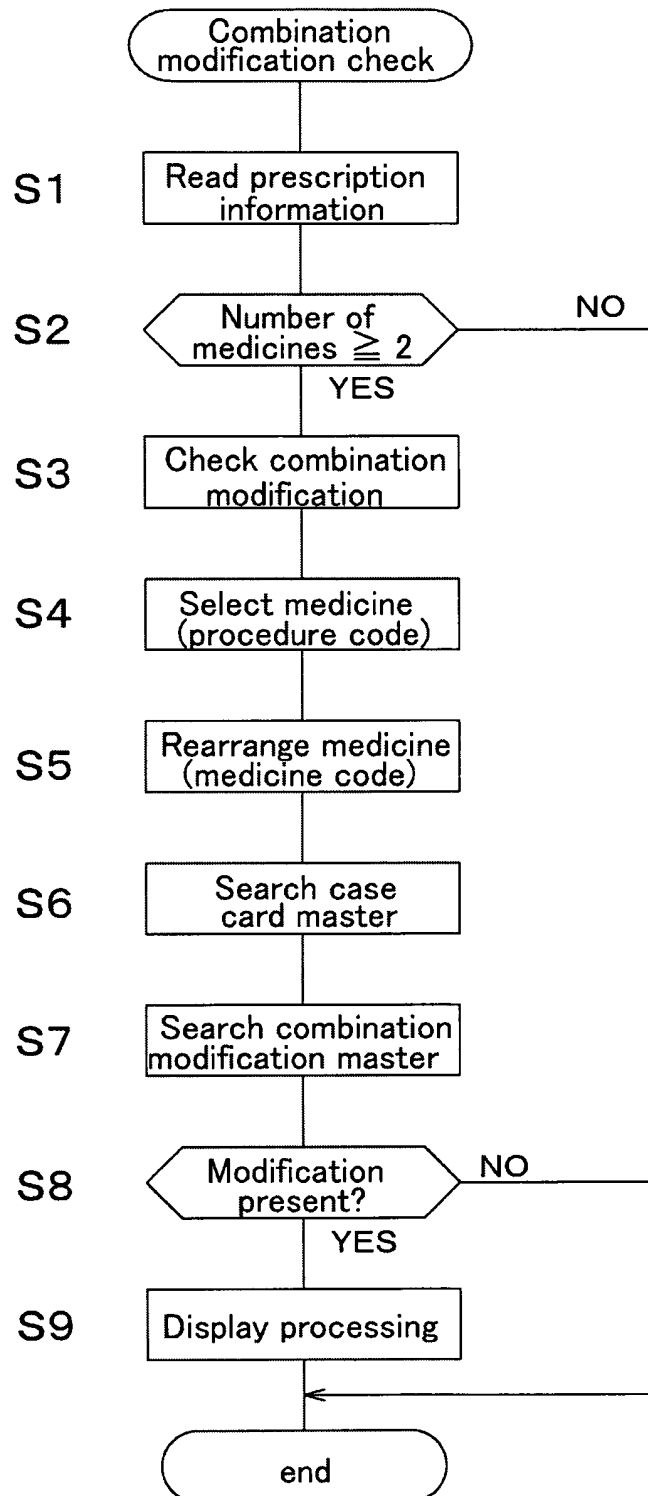 Combination
modification check
S1
Read prescription
information
S2
Number of
medicines ≧ 2
NO
YES
S3
Check combination
modification
S4
Select medicine
(procedure code)
S5
Rearrange medicine
(medicine code)
S6
Search case
card master
S7
Search combination
modification master
S8
Modification
present?
NO
YES
S9
Display processing
end